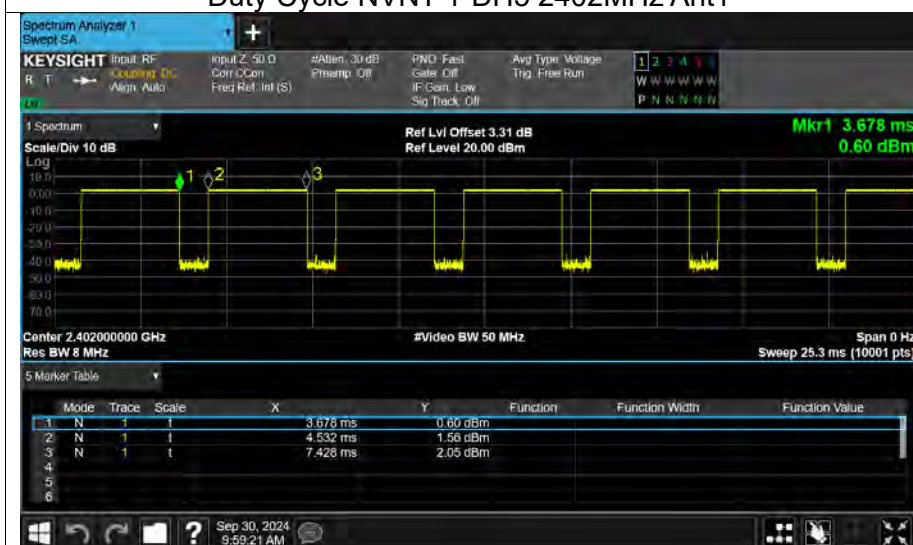 Duty Cycle NVNT 1-DH5 2402MHz Ant1
Spectrum Analyzer 1
Swept SA
+
KEYSIGHT Input: RF Input Z: 50 Ω #Atten: 30 dB PNO: Fast Avg Type: Voltage 1 2 3 4 5 6
R T Coupling: DC Corr CCorr Preamp: Off Gate: Off Trig: Free Run W W W W W W
Align: Auto Freq Ref: Int (S) IF Gain: Low
Sig Track: Off P N N N N N
1 Spectrum Ref Lvl Offset 3.31 dB Mkr1 3.678 ms
Scale/Div 10 dB Ref Level 20.00 dBm 0.60 dBm
Log
10.0 1 2 3
0.00
-10.0
-20.0
-30.0
-40.0
-50.0
-60.0
-70.0
Center 2.402000000 GHz #Video BW 50 MHz Span 0 Hz
Res BW 8 MHz Sweep 25.3 ms (10001 pts)
5 Marker Table
Mode Trace Scale X Y Function Function Width Function Value
1 N 1 t 3.678 ms 0.60 dBm
2 N 1 t 4.532 ms 1.56 dBm
3 N 1 t 7.428 ms 2.05 dBm
4
5
6
? Sep 30, 2024
9:59:21 AM